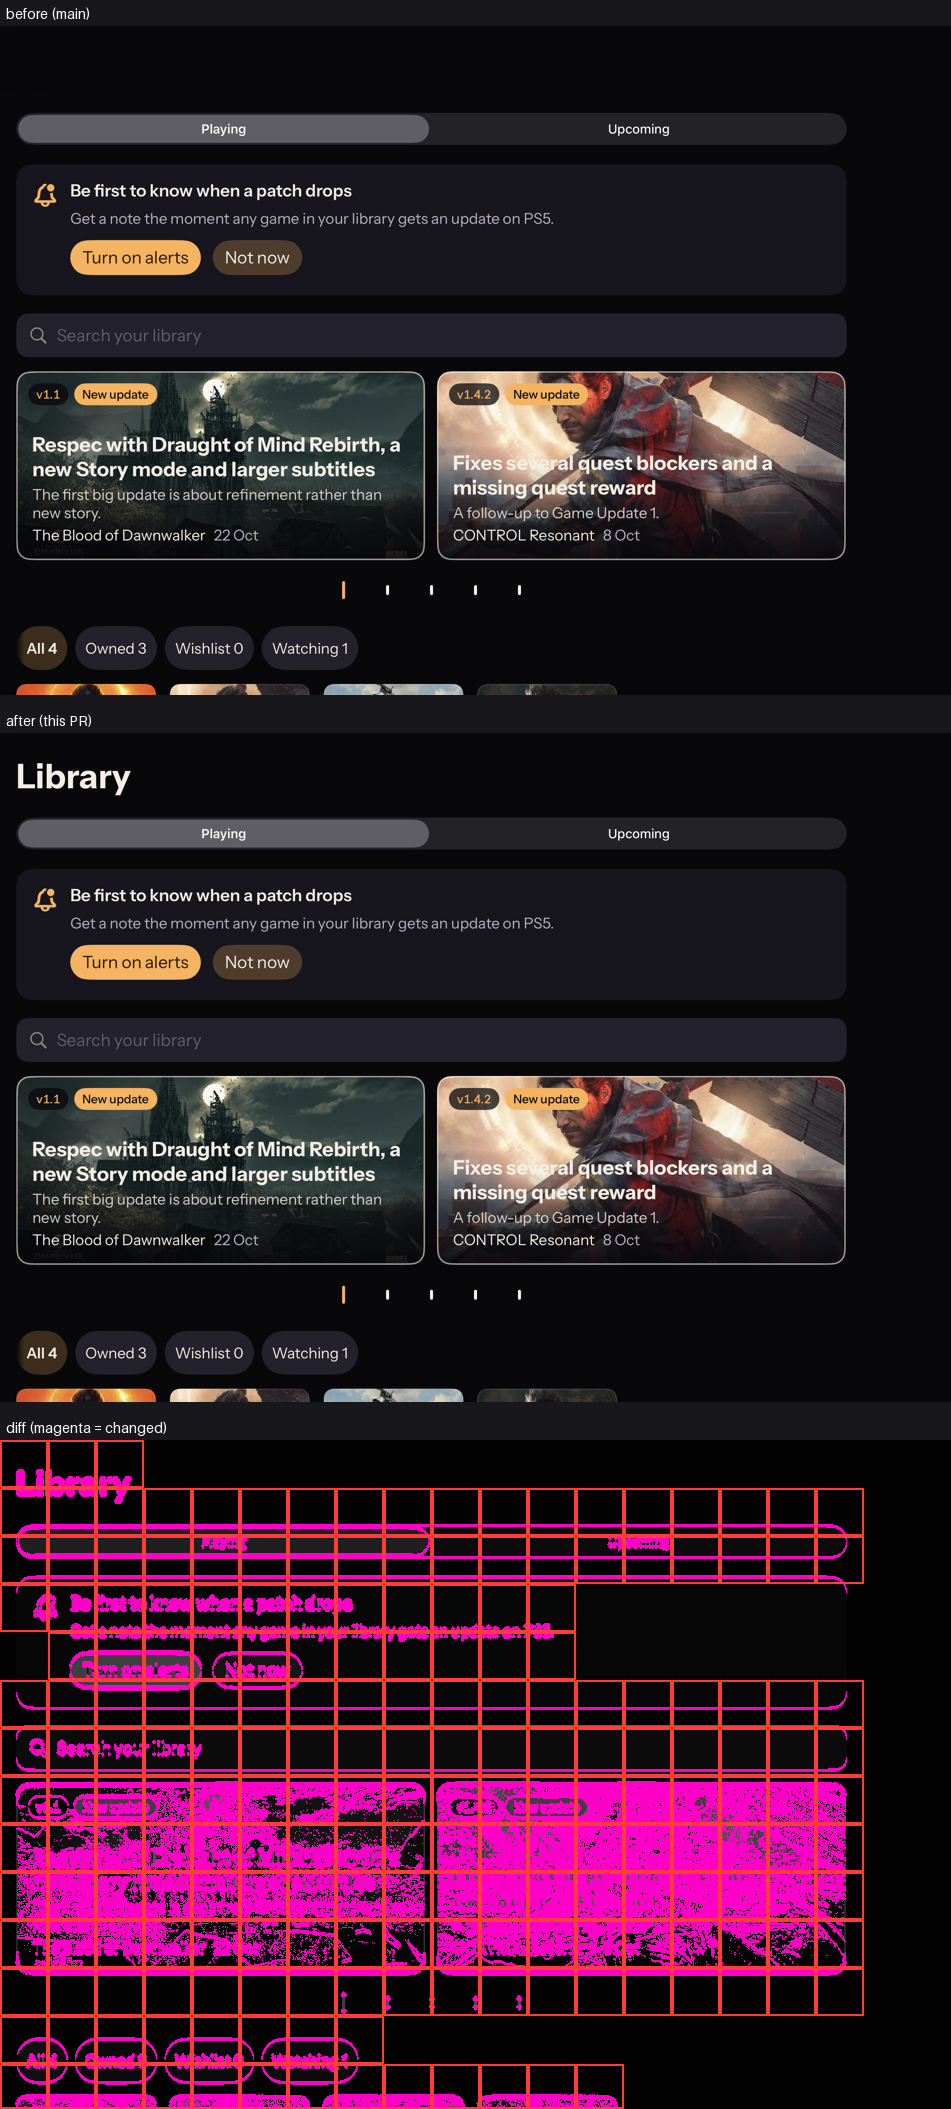 before (main)
Playing
Upcoming
Be first to know when a patch drops
Get a note the moment any game in your library gets an update on PS5.
Turn on alerts
Not now
Search your library
v1.1
New update
Respec with Draught of Mind Rebirth, a
new Story mode and larger subtitles
The first big update is about refinement rather than
new story.
The Blood of Dawnwalker 22 Oct
v1.4.2
New update
Fixes several quest blockers and a
missing quest reward
A follow-up to Game Update 1.
CONTROL Resonant 8 Oct
All 4
Owned 3
Wishlist 0
Watching 1
after (this PR)
Library
Playing
Upcoming
Be first to know when a patch drops
Get a note the moment any game in your library gets an update on PS5.
Turn on alerts
Not now
Search your library
v1.1
New update
Respec with Draught of Mind Rebirth, a
new Story mode and larger subtitles
The first big update is about refinement rather than
new story.
The Blood of Dawnwalker 22 Oct
v1.4.2
New update
Fixes several quest blockers and a
missing quest reward
A follow-up to Game Update 1.
CONTROL Resonant 8 Oct
All 4
Owned 3
Wishlist 0
Watching 1
diff (magenta = changed)
Library
Be first to know when a patch drops
Search your library